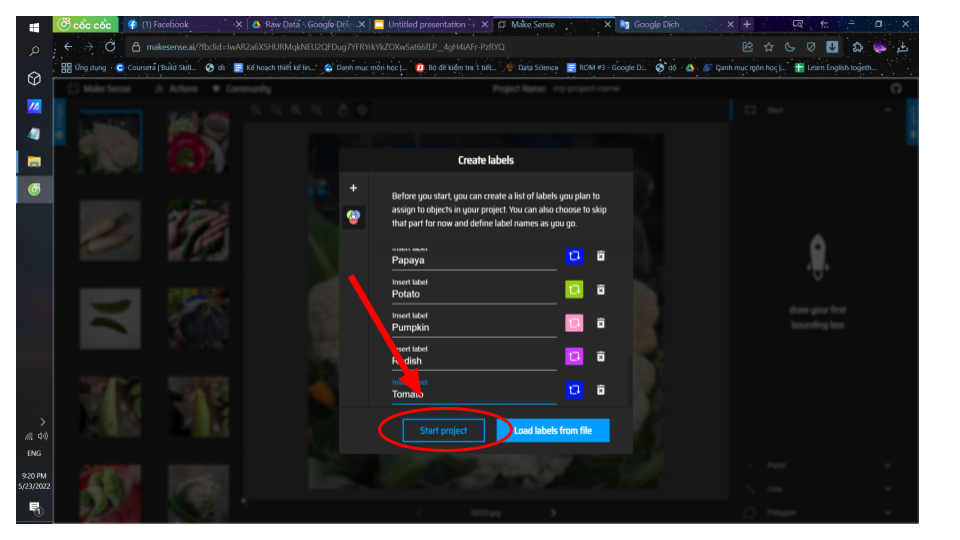 cốc cốc
(1) Facebook
Raw Data - Google Dri
Untitled presentation -
Make Sense
Google Dịch
makesense.ai/?fbclid=IwAR2a6X5HURMqkNEU2QFDug7YFRYkYkZOXwSat66fLP__4gH4iAFr-PzRYQ
Ứng dụng
Coursera | Build Skill...
ds
Kế hoạch thiết kế lin...
Danh mục môn học |...
Bộ đề kiểm tra 1 tiết...
Data Science
ROM #3 - Google D...
dò
Danh mục môn học |...
Learn English togeth...
Make Sense
Actions
Community
Project Name: my-project-name
Rect
Create labels
Before you start, you can create a list of labels you plan to
assign to objects in your project. You can also choose to skip
that part for now and define label names as you go.
Insert label
Papaya
Insert label
Potato
Insert label
Pumpkin
Insert label
Radish
Insert label
Tomato
Start project
Load labels from file
draw your first
bounding box
Point
Line
Polygon
ENG
9:20 PM
5/23/2022